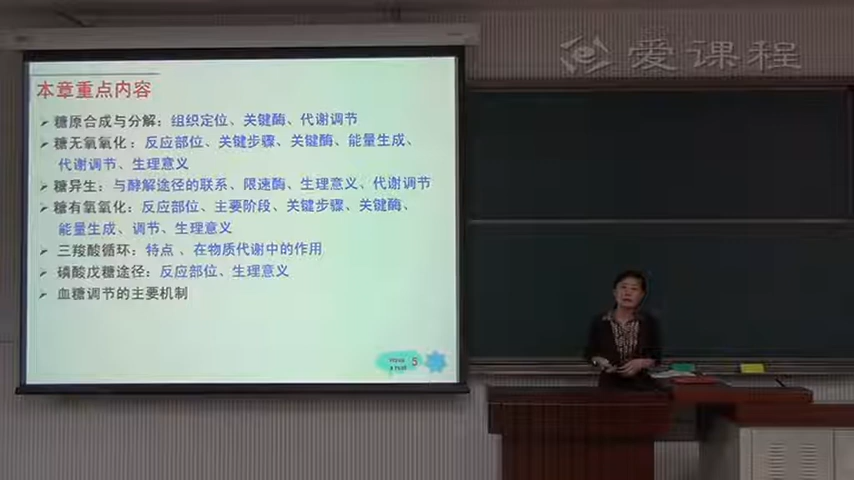 爱课程
本章重点内容
➢ 糖原合成与分解：组织定位、关键酶、代谢调节
➢ 糖无氧氧化：反应部位、关键步骤、关键酶、能量生成、
代谢调节、生理意义
➢ 糖异生：与酵解途径的联系、限速酶、生理意义、代谢调节
➢ 糖有氧氧化：反应部位、主要阶段、关键步骤、关键酶、
能量生成、调节、生理意义
➢ 三羧酸循环：特点 、在物质代谢中的作用
➢ 磷酸戊糖途径：反应部位、生理意义
➢ 血糖调节的主要机制
5